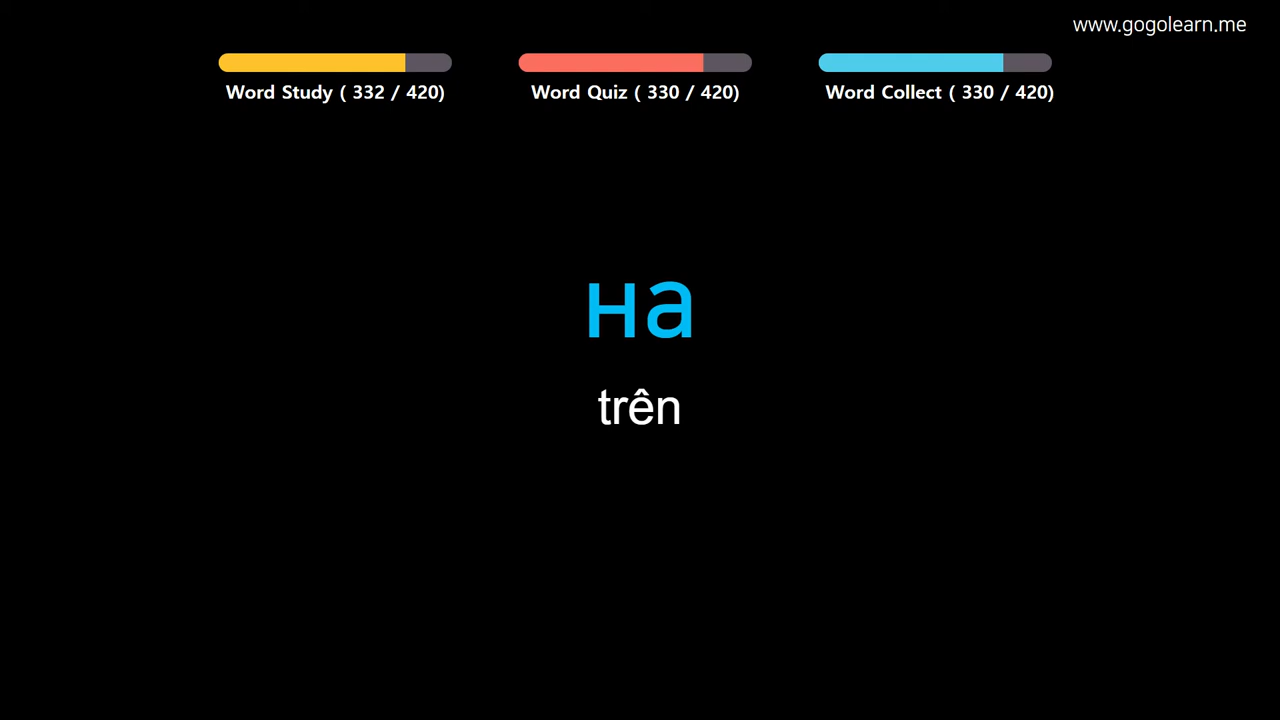 www.gogolearn.me
Word Study ( 332 / 420)
Word Quiz ( 330 / 420)
Word Collect ( 330 / 420)
на
trên